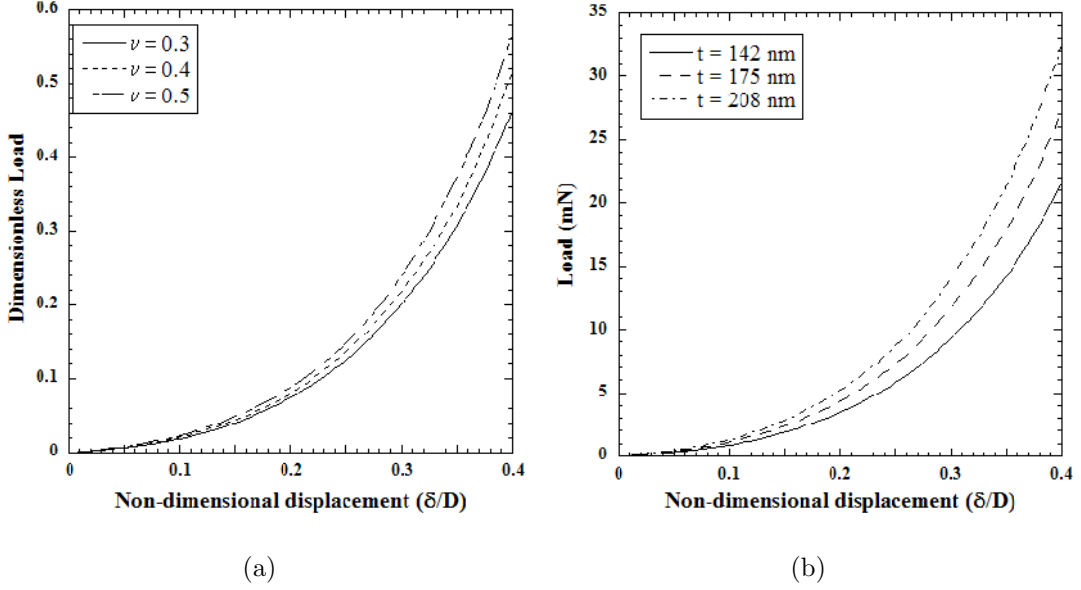 0.6
0.5
0.4
0.3
0.2
0.1
0
Dimensionless Load
ν = 0.3
ν = 0.4
ν = 0.5
0 0.1 0.2 0.3 0.4
Non-dimensional displacement (δ/D)
(a)
35
30
25
20
15
10
5
0
Load (mN)
t = 142 nm
t = 175 nm
t = 208 nm
0 0.1 0.2 0.3 0.4
Non-dimensional displacement (δ/D)
(b)